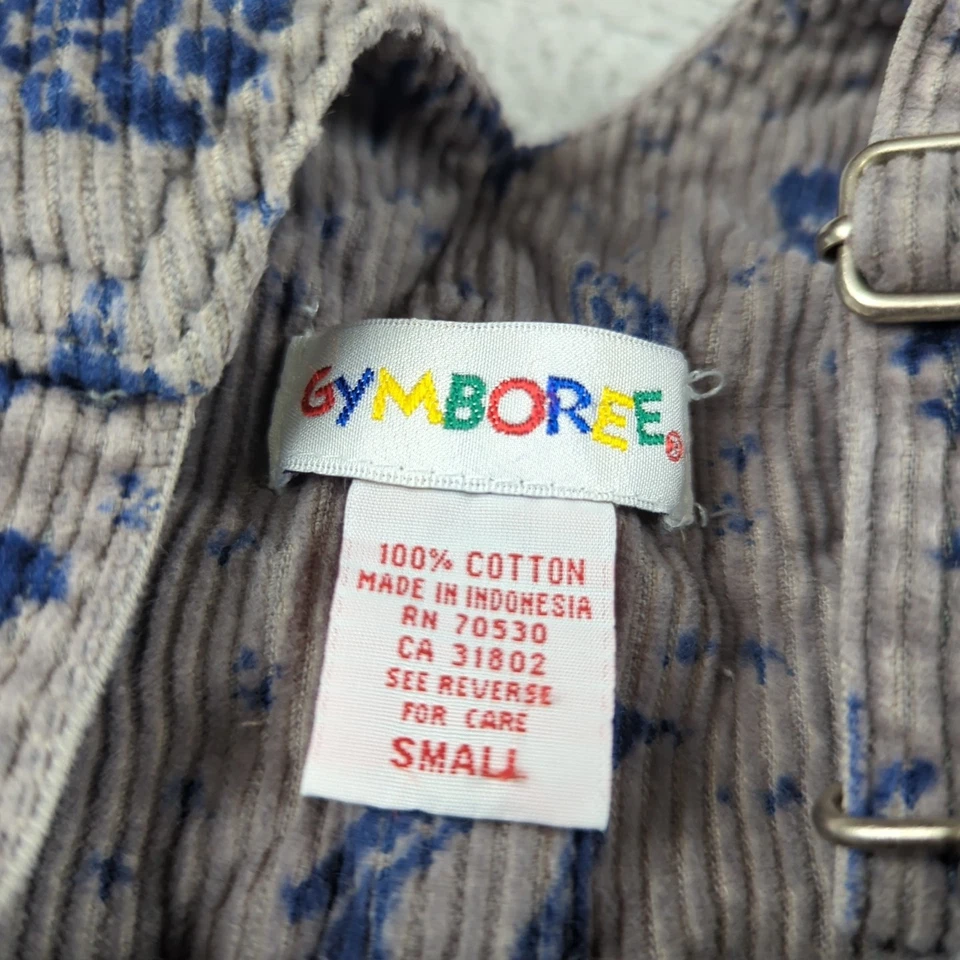 GYMBOREE®
100% COTTON
MADE IN INDONESIA
RN 70530
CA 31802
SEE REVERSE
FOR CARE
SMALL